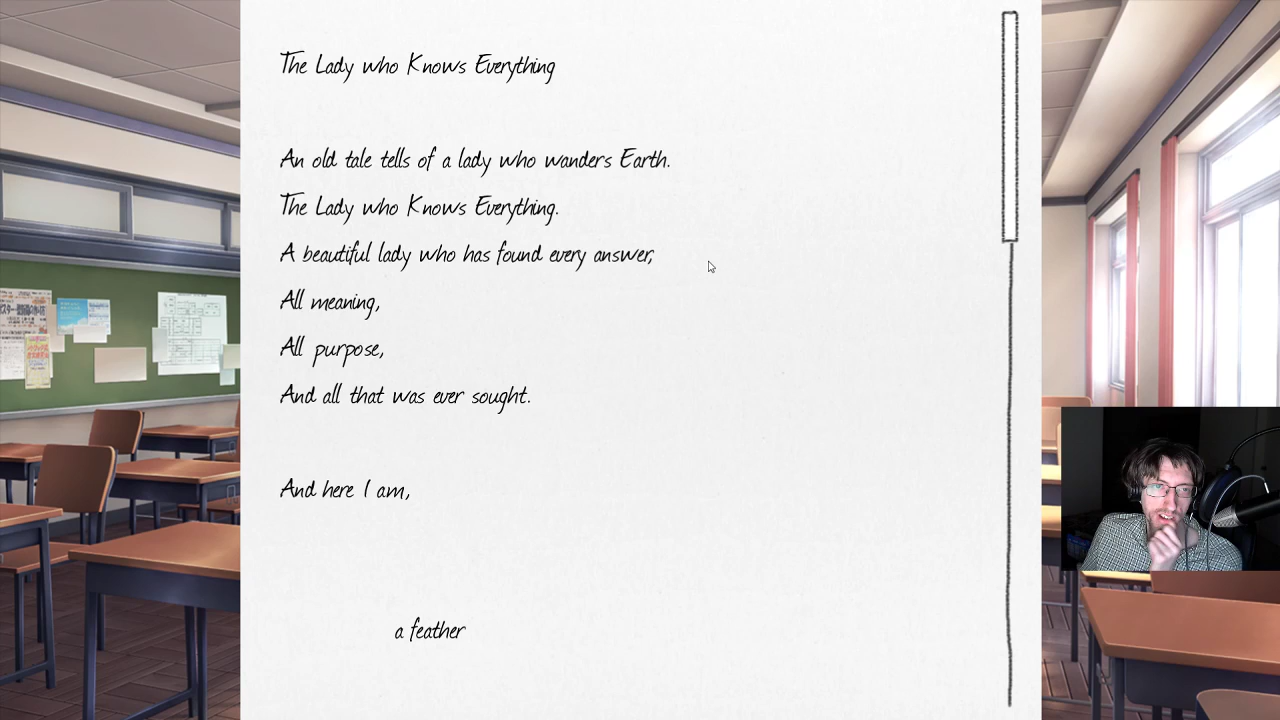 The Lady who Knows Everything
An old tale tells of a lady who wanders Earth.
The Lady who Knows Everything.
A beautiful lady who has found every answer,
All meaning,
All purpose,
And all that was ever sought.
And here I am,
a feather